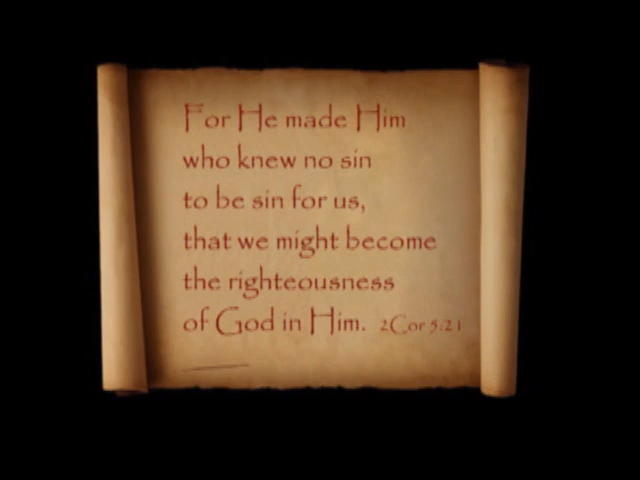 For He made Him
who knew no sin
to be sin for us,
that we might become
the righteousness
of God in Him. 2Cor 5:21